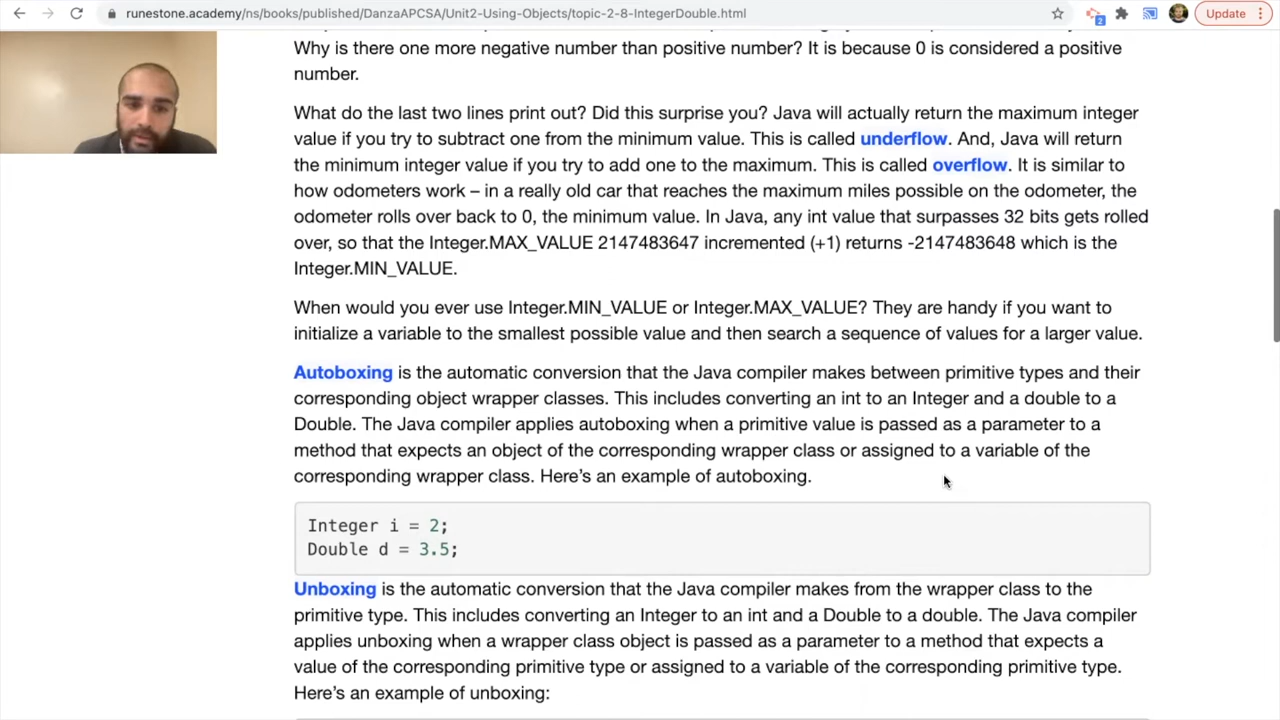 runestone.academy/ns/books/published/DanzaAPCSA/Unit2-Using-Objects/topic-2-8-IntegerDouble.html
2
Update
Why is there one more negative number than positive number? It is because 0 is considered a positive
number.
What do the last two lines print out? Did this surprise you? Java will actually return the maximum integer
value if you try to subtract one from the minimum value. This is called underflow. And, Java will return
the minimum integer value if you try to add one to the maximum. This is called overflow. It is similar to
how odometers work – in a really old car that reaches the maximum miles possible on the odometer, the
odometer rolls over back to 0, the minimum value. In Java, any int value that surpasses 32 bits gets rolled
over, so that the Integer.MAX_VALUE 2147483647 incremented (+1) returns -2147483648 which is the
Integer.MIN_VALUE.
When would you ever use Integer.MIN_VALUE or Integer.MAX_VALUE? They are handy if you want to
initialize a variable to the smallest possible value and then search a sequence of values for a larger value.
Autoboxing is the automatic conversion that the Java compiler makes between primitive types and their
corresponding object wrapper classes. This includes converting an int to an Integer and a double to a
Double. The Java compiler applies autoboxing when a primitive value is passed as a parameter to a
method that expects an object of the corresponding wrapper class or assigned to a variable of the
corresponding wrapper class. Here’s an example of autoboxing.
Integer i = 2;
Double d = 3.5;
Unboxing is the automatic conversion that the Java compiler makes from the wrapper class to the
primitive type. This includes converting an Integer to an int and a Double to a double. The Java compiler
applies unboxing when a wrapper class object is passed as a parameter to a method that expects a
value of the corresponding primitive type or assigned to a variable of the corresponding primitive type.
Here’s an example of unboxing: